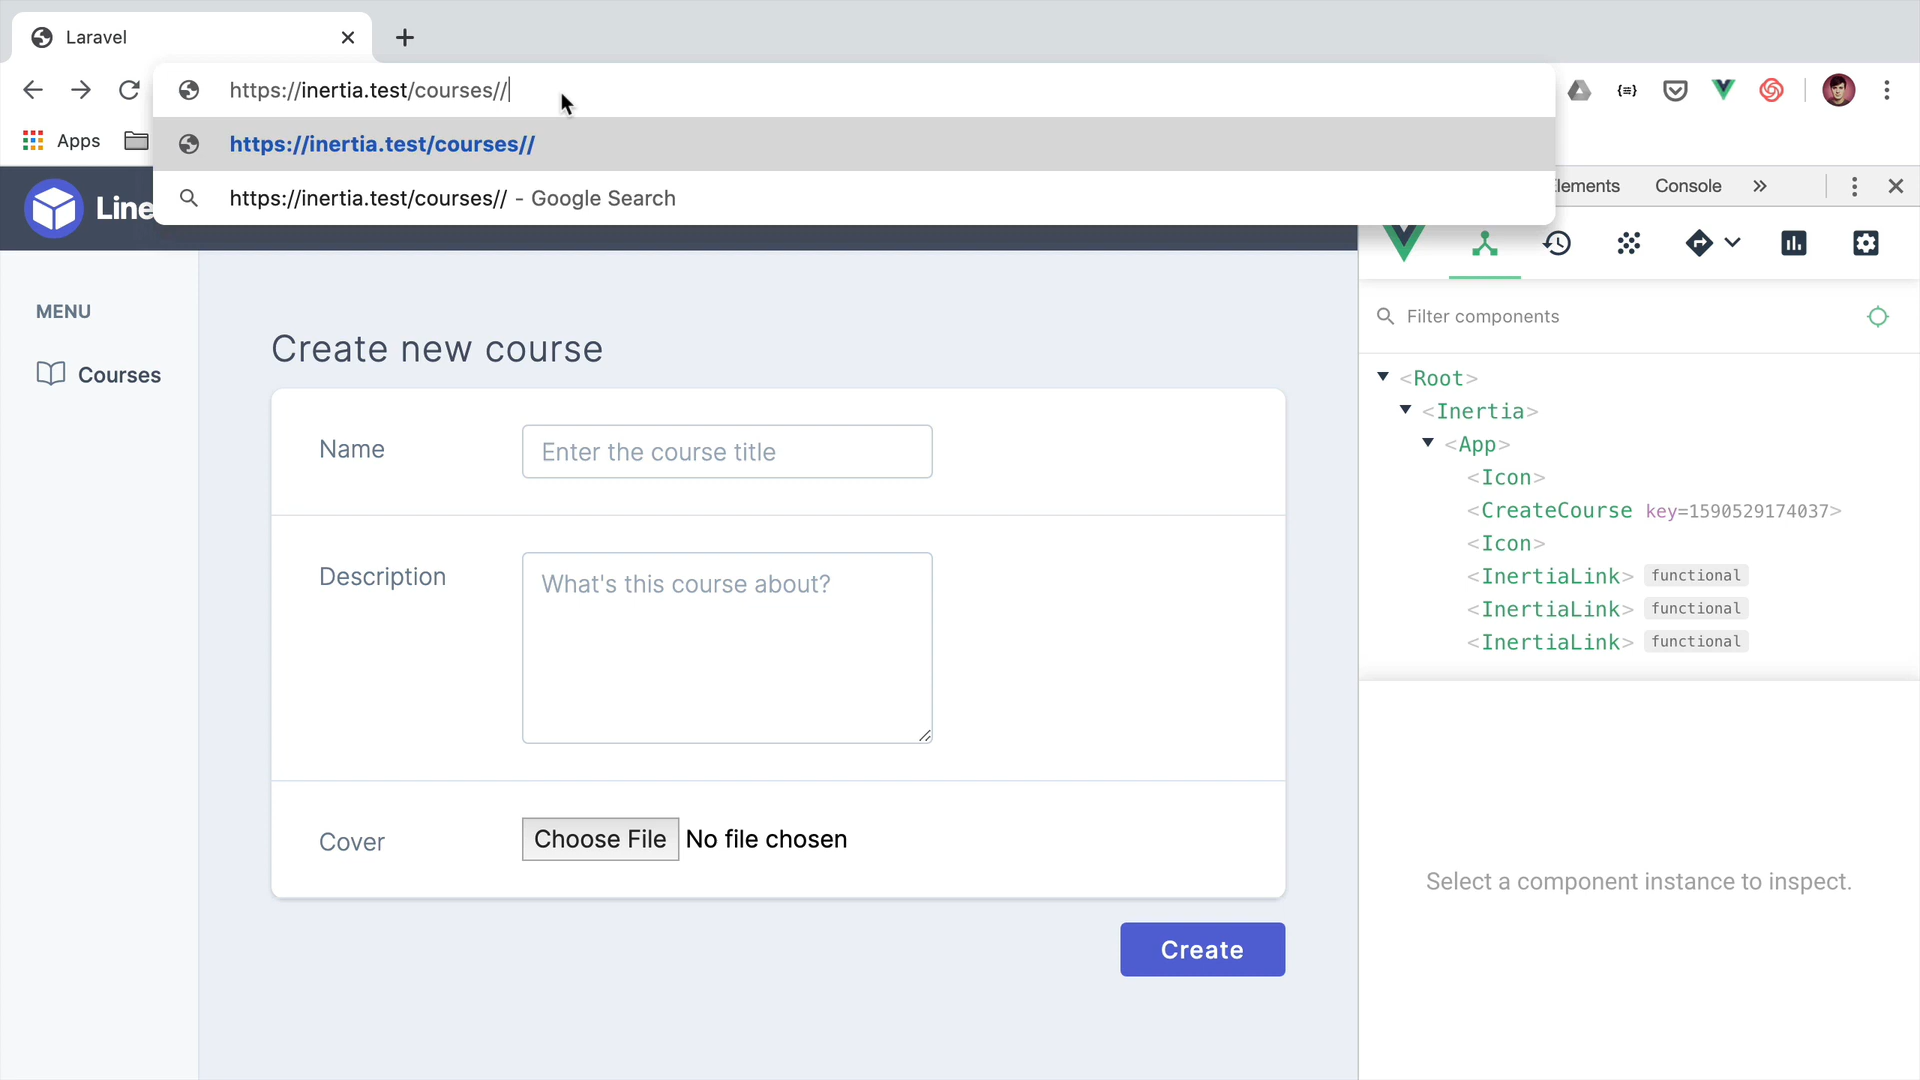 Laravel
https://inertia.test/courses//
Apps
https://inertia.test/courses//
https://inertia.test/courses// - Google Search
Line
lements
Console
MENU
Courses
Create new course
Name
Enter the course title
Description
What's this course about?
Cover
Choose File No file chosen
Create
Filter components
<Root>
<Inertia>
<App>
<Icon>
<CreateCourse key=1590529174037>
<Icon>
<InertiaLink> functional
<InertiaLink> functional
<InertiaLink> functional
Select a component instance to inspect.